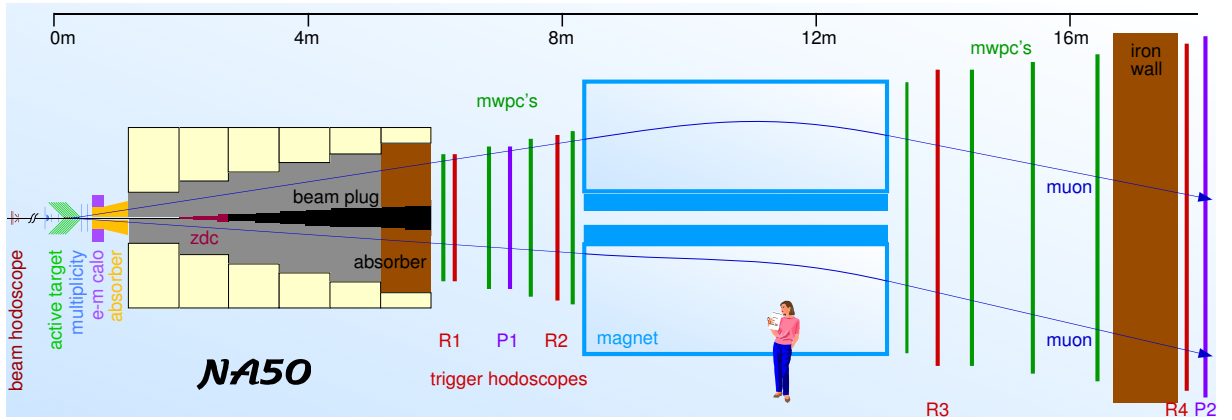 0m
4m
8m
12m
16m
mwpc's
iron
wall
mwpc's
muon
beam plug
zdc
absorber
beam hodoscope
active target
multiplicity
e-m calo
absorber
R1
P1
R2
magnet
muon
NA50
trigger hodoscopes
R3
R4
P2